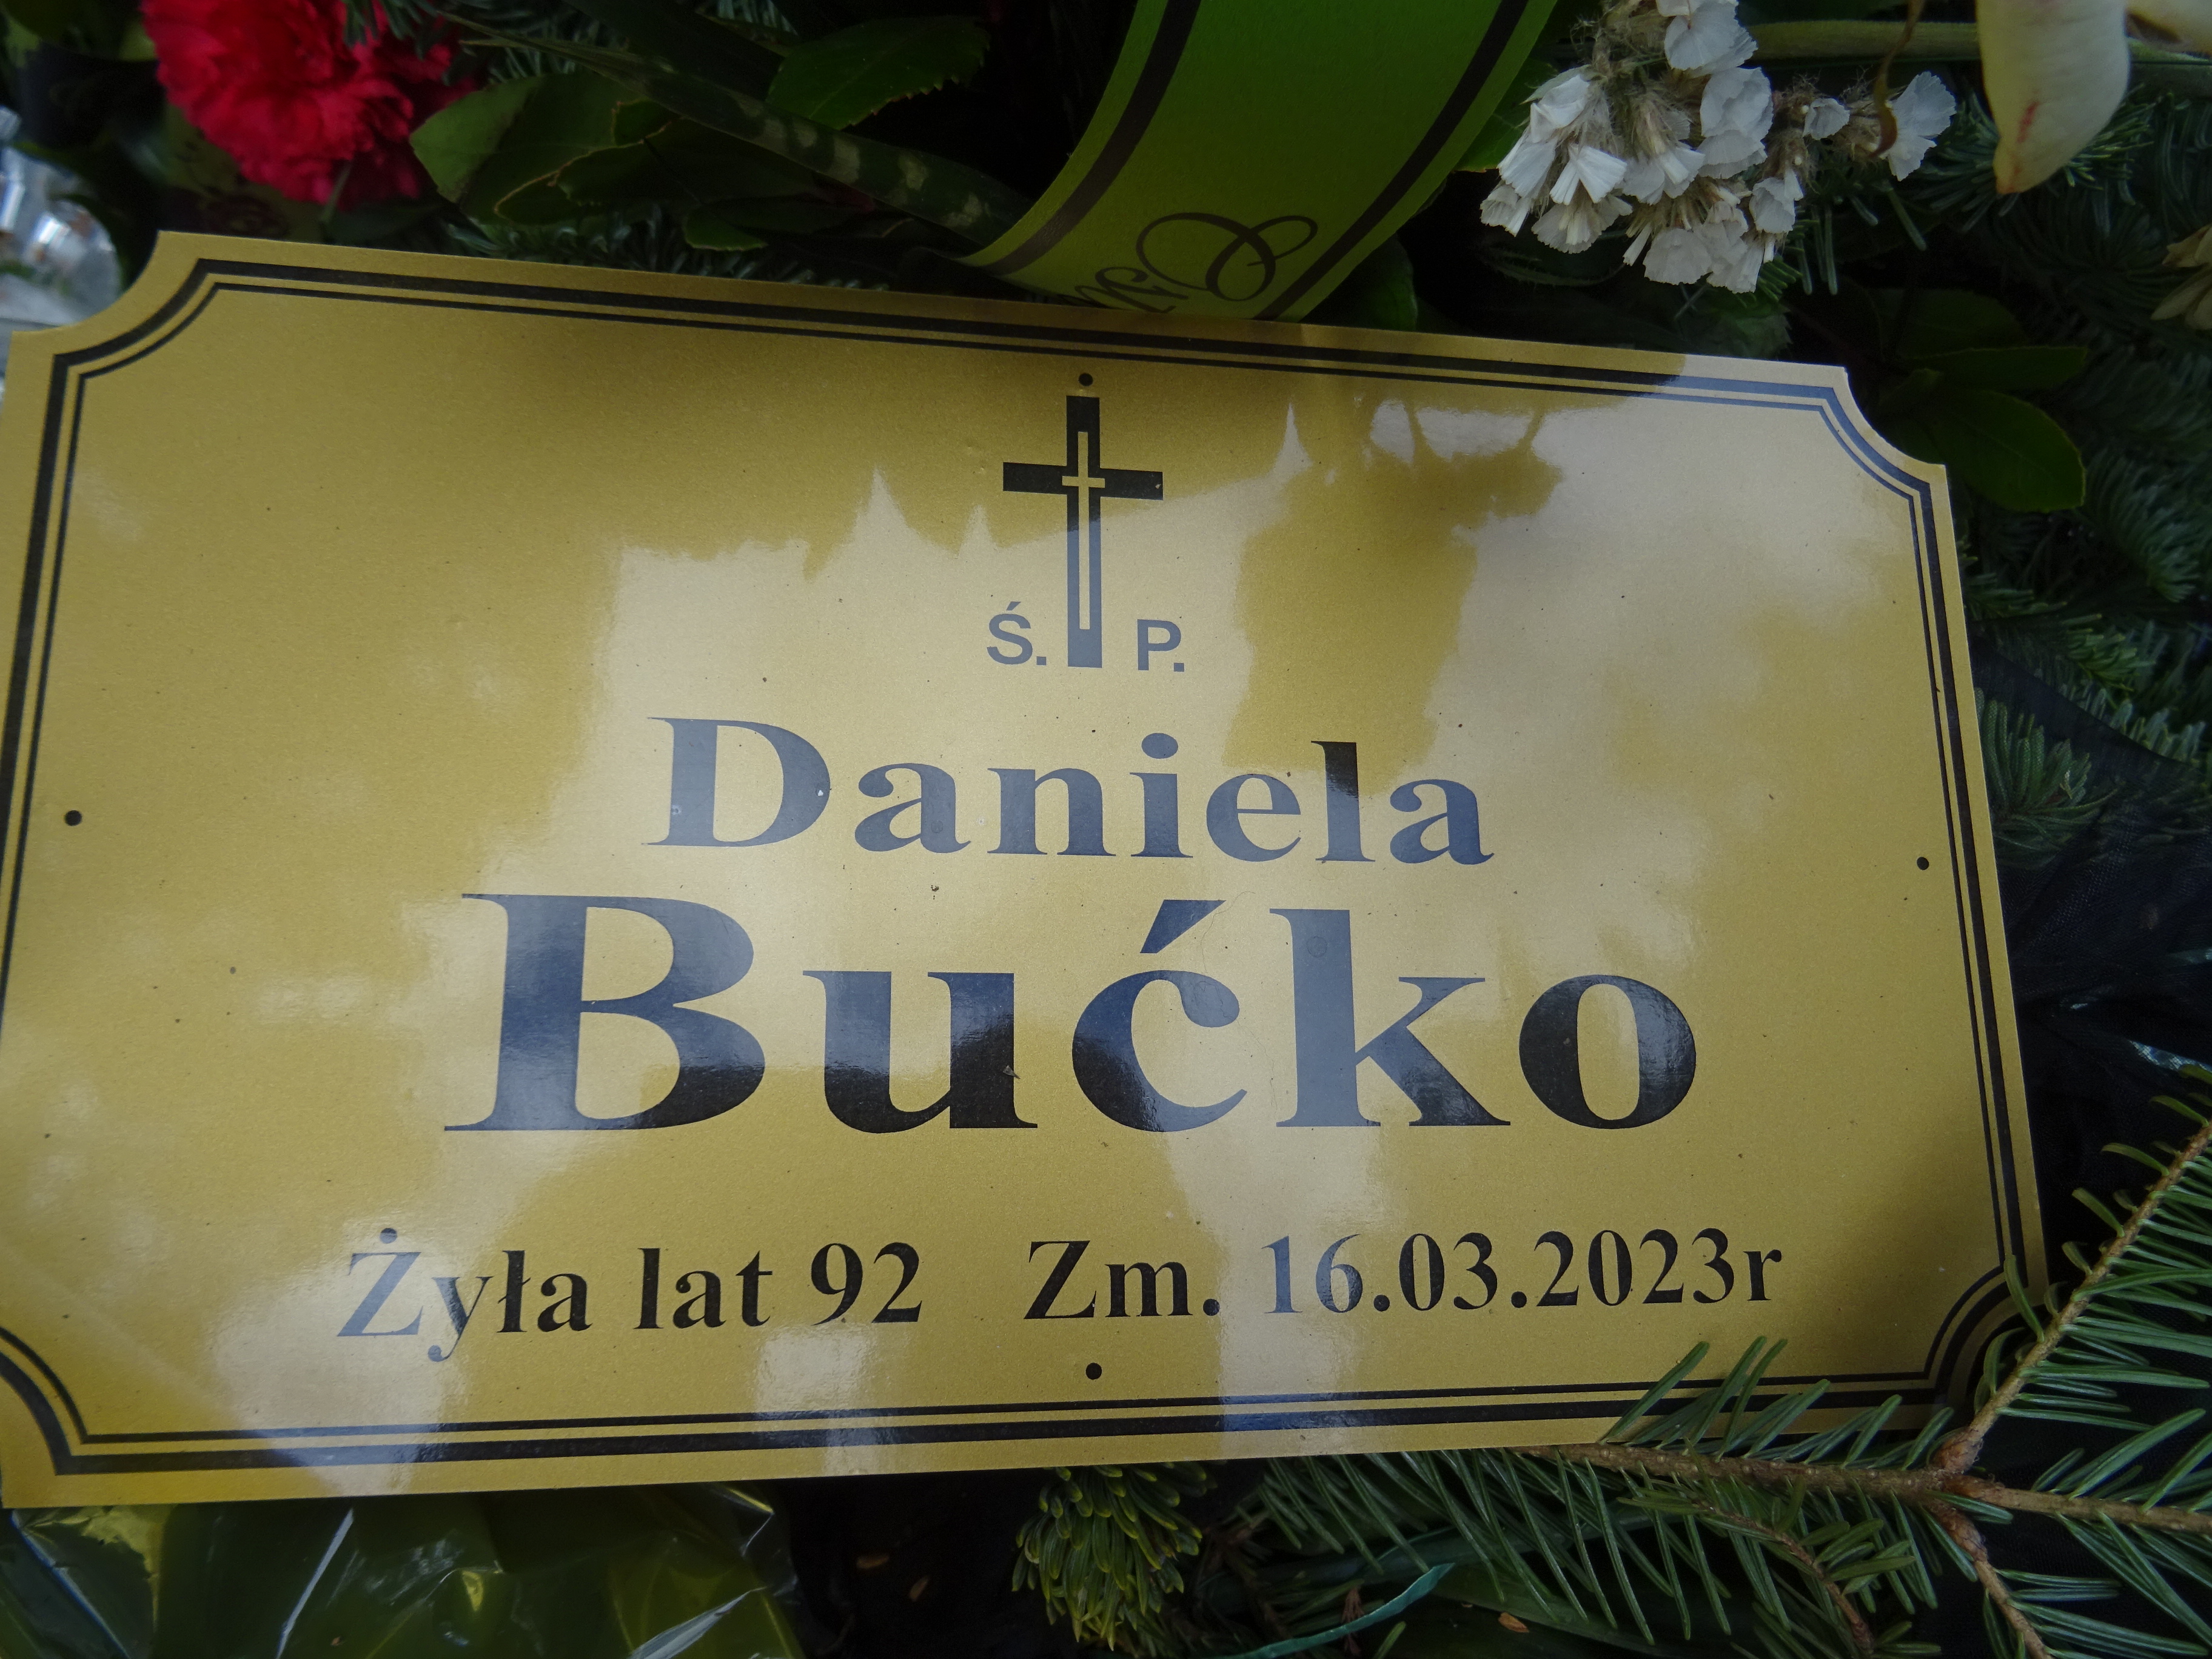 Ś. P.
Daniela
Bućko
Żyła lat 92 Zm. 16.03.2023r